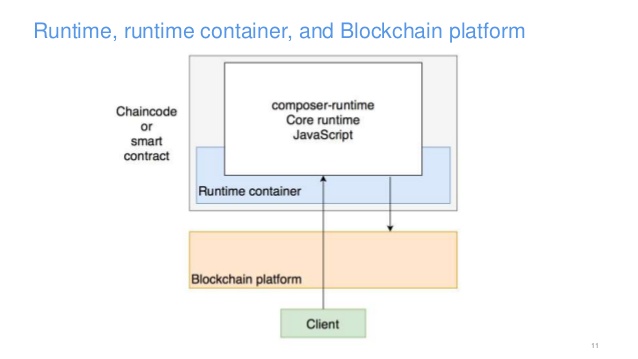 Runtime, runtime container, and Blockchain platform
Chaincode
or
smart
contract
composer-runtime
Core runtime
JavaScript
Runtime container
Blockchain platform
Client
11